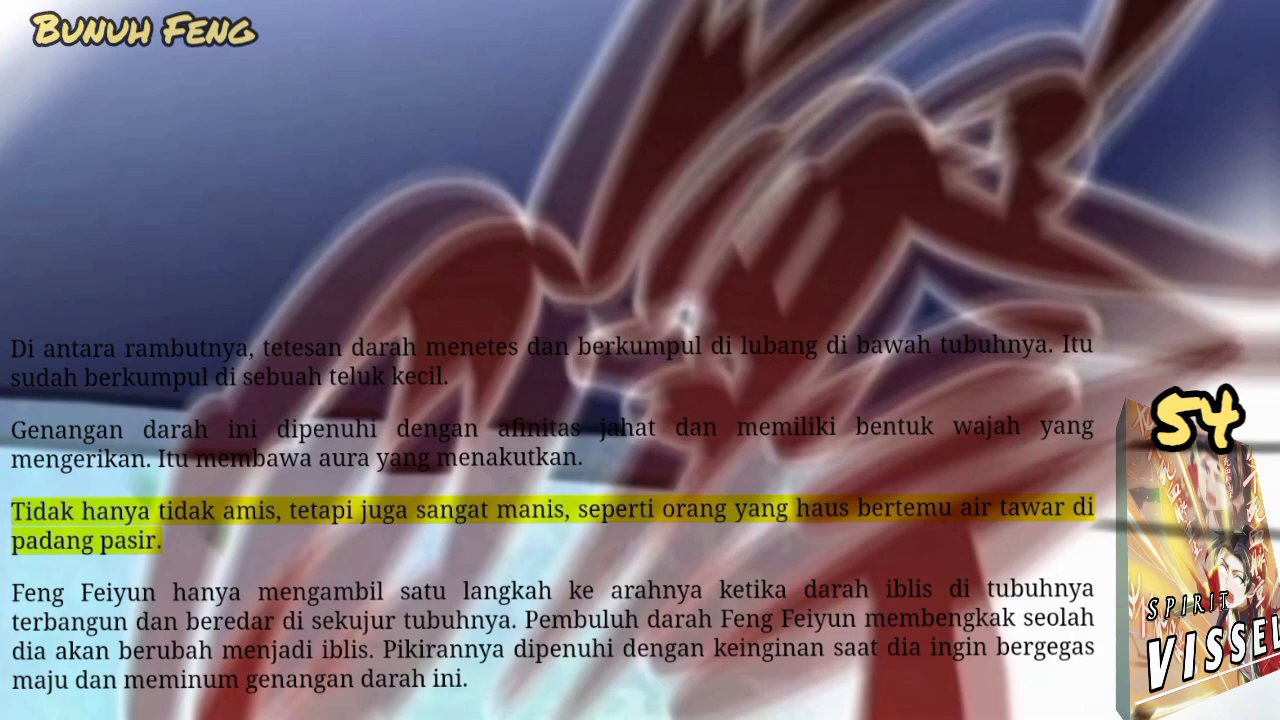 Bunuh Feng
Di antara rambutnya, tetesan darah menetes dan berkumpul di lubang di bawah tubuhnya. Itu
sudah berkumpul di sebuah teluk kecil.
Genangan darah ini dipenuhi dengan afinitas jahat dan memiliki bentuk wajah yang
mengerikan. Itu membawa aura yang menakutkan.
Tidak hanya tidak amis, tetapi juga sangat manis, seperti orang yang haus bertemu air tawar di
padang pasir.
Feng Feiyun hanya mengambil satu langkah ke arahnya ketika darah iblis di tubuhnya
terbangun dan beredar di sekujur tubuhnya. Pembuluh darah Feng Feiyun membengkak seolah
dia akan berubah menjadi iblis. Pikirannya dipenuhi dengan keinginan saat dia ingin bergegas
maju dan meminum genangan darah ini.
54
SPIRIT
VISSEL